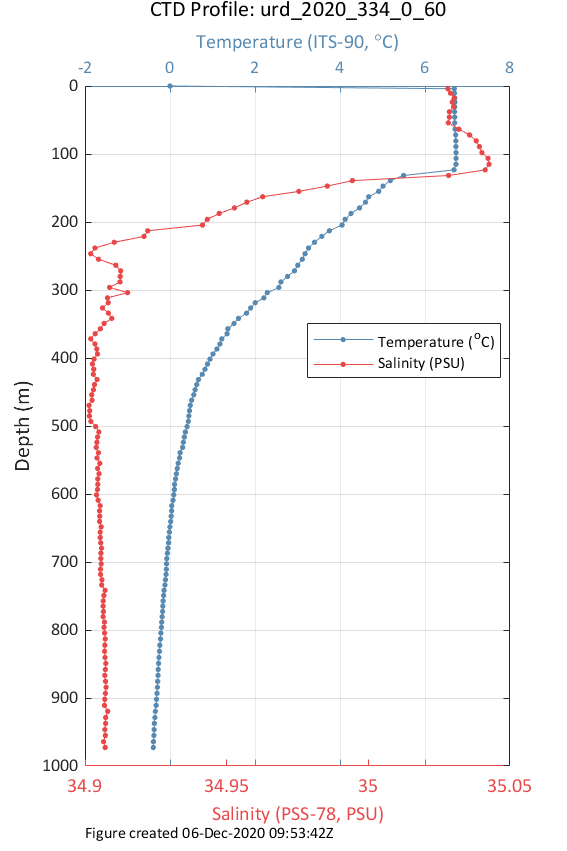 CTD Profile: urd_2020_334_0_60
Temperature (ITS-90, °C)
-2 0 2 4 6 8
0
100
200
300
400
500
600
700
800
900
1000
Depth (m)
Temperature (°C)
Salinity (PSU)
34.9 34.95 35 35.05
Salinity (PSS-78, PSU)
Figure created 06-Dec-2020 09:53:42Z